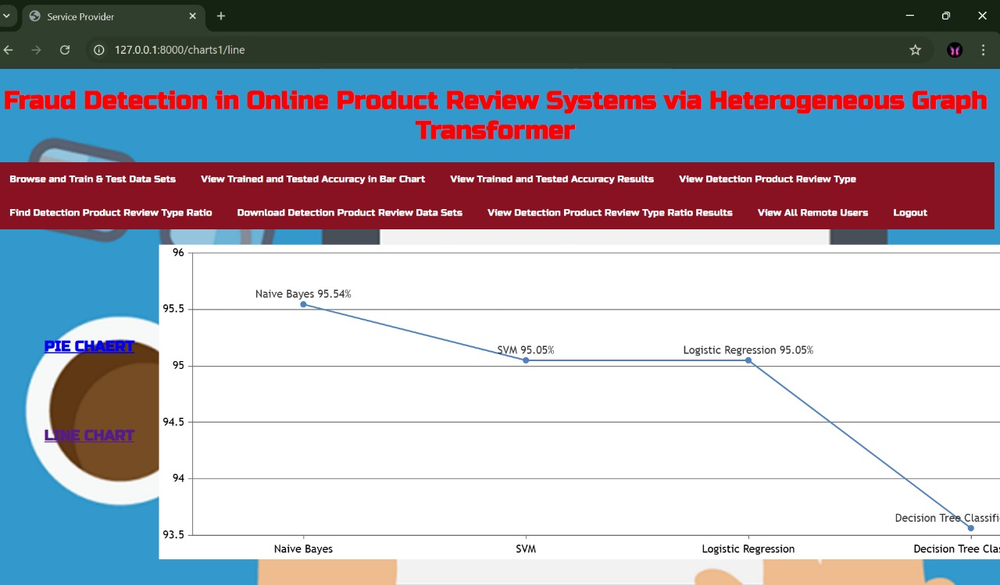 Service Provider
127.0.0.1:8000/charts1/line
Fraud Detection in Online Product Review Systems via Heterogeneous Graph
Transformer
Browse and Train & Test Data Sets View Trained and Tested Accuracy in Bar Chart View Trained and Tested Accuracy Results View Detection Product Review Type
Find Detection Product Review Type Ratio Download Detection Product Review Data Sets View Detection Product Review Type Ratio Results View All Remote Users Logout
96
Naive Bayes 95.54%
95.5
PIE CHAERT
SVM 95.05% Logistic Regression 95.05%
95
94.5
LINE CHART
94
Decision Tree Classifi
93.5
Naive Bayes SVM Logistic Regression Decision Tree Clas